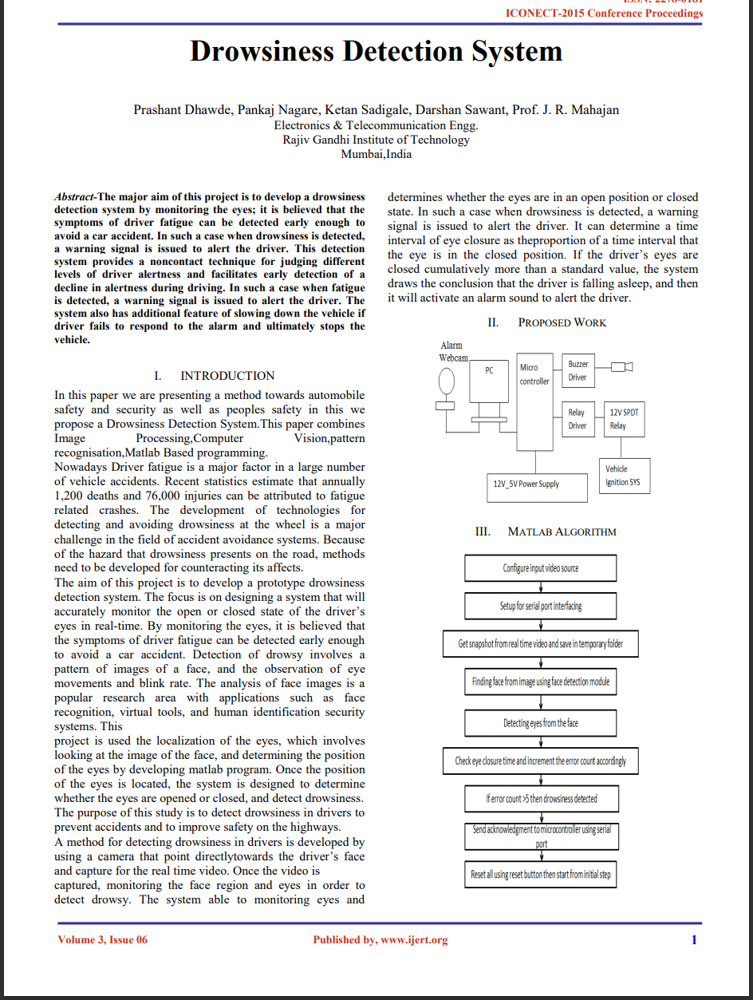 ICONECT-2015 Conference Proceedings
Drowsiness Detection System
Prashant Dhawde, Pankaj Nagare, Ketan Sadigale, Darshan Sawant, Prof. J. R. Mahajan
Electronics & Telecommunication Engg.
Rajiv Gandhi Institute of Technology
Mumbai,India
Abstract-The major aim of this project is to develop a drowsiness
detection system by monitoring the eyes; it is believed that the
symptoms of driver fatigue can be detected early enough to
avoid a car accident. In such a case when drowsiness is detected,
a warning signal is issued to alert the driver. This detection
system provides a noncontact technique for judging different
levels of driver alertness and facilitates early detection of a
decline in alertness during driving. In such a case when fatigue
is detected, a warning signal is issued to alert the driver. The
system also has additional feature of slowing down the vehicle if
driver fails to respond to the alarm and ultimately stops the
vehicle.
I. INTRODUCTION
In this paper we are presenting a method towards automobile
safety and security as well as peoples safety in this we
propose a Drowsiness Detection System.This paper combines
Image Processing,Computer Vision,pattern
recognisation,Matlab Based programming.
Nowadays Driver fatigue is a major factor in a large number
of vehicle accidents. Recent statistics estimate that annually
1,200 deaths and 76,000 injuries can be attributed to fatigue
related crashes. The development of technologies for
detecting and avoiding drowsiness at the wheel is a major
challenge in the field of accident avoidance systems. Because
of the hazard that drowsiness presents on the road, methods
need to be developed for counteracting its affects.
The aim of this project is to develop a prototype drowsiness
detection system. The focus is on designing a system that will
accurately monitor the open or closed state of the driver's
eyes in real-time. By monitoring the eyes, it is believed that
the symptoms of driver fatigue can be detected early enough
to avoid a car accident. Detection of drowsy involves a
pattern of images of a face, and the observation of eye
movements and blink rate. The analysis of face images is a
popular research area with applications such as face
recognition, virtual tools, and human identification security
systems. This
project is used the localization of the eyes, which involves
looking at the image of the face, and determining the position
of the eyes by developing matlab program. Once the position
of the eyes is located, the system is designed to determine
whether the eyes are opened or closed, and detect drowsiness.
The purpose of this study is to detect drowsiness in drivers to
prevent accidents and to improve safety on the highways.
A method for detecting drowsiness in drivers is developed by
using a camera that point directlytowards the driver's face
and capture for the real time video. Once the video is
captured, monitoring the face region and eyes in order to
detect drowsy. The system able to monitoring eyes and
determines whether the eyes are in an open position or closed
state. In such a case when drowsiness is detected, a warning
signal is issued to alert the driver. It can determine a time
interval of eye closure as theproportion of a time interval that
the eye is in the closed position. If the driver's eyes are
closed cumulatively more than a standard value, the system
draws the conclusion that the driver is falling asleep, and then
it will activate an alarm sound to alert the driver.
II. PROPOSED WORK
Alarm
Webcam
PC
Micro
controller
Buzzer
Driver
Relay
Driver
12V SPDT
Relay
Vehicle
Ignition SYS
12V_5V Power Supply
III. MATLAB ALGORITHM
Configure input video source
Setup for serial port interfacing
Get snapshot from real time video and save in temporary folder
Finding face from image using face detection module
Detecting eyes from the face
Check eye closure time and increment the error count accordingly
If error count >5 then drowsiness detected
Send acknowledgment to microcontroller using serial
port
Reset all using reset button then start from initial step
Volume 3, Issue 06
Published by, www.ijert.org
1